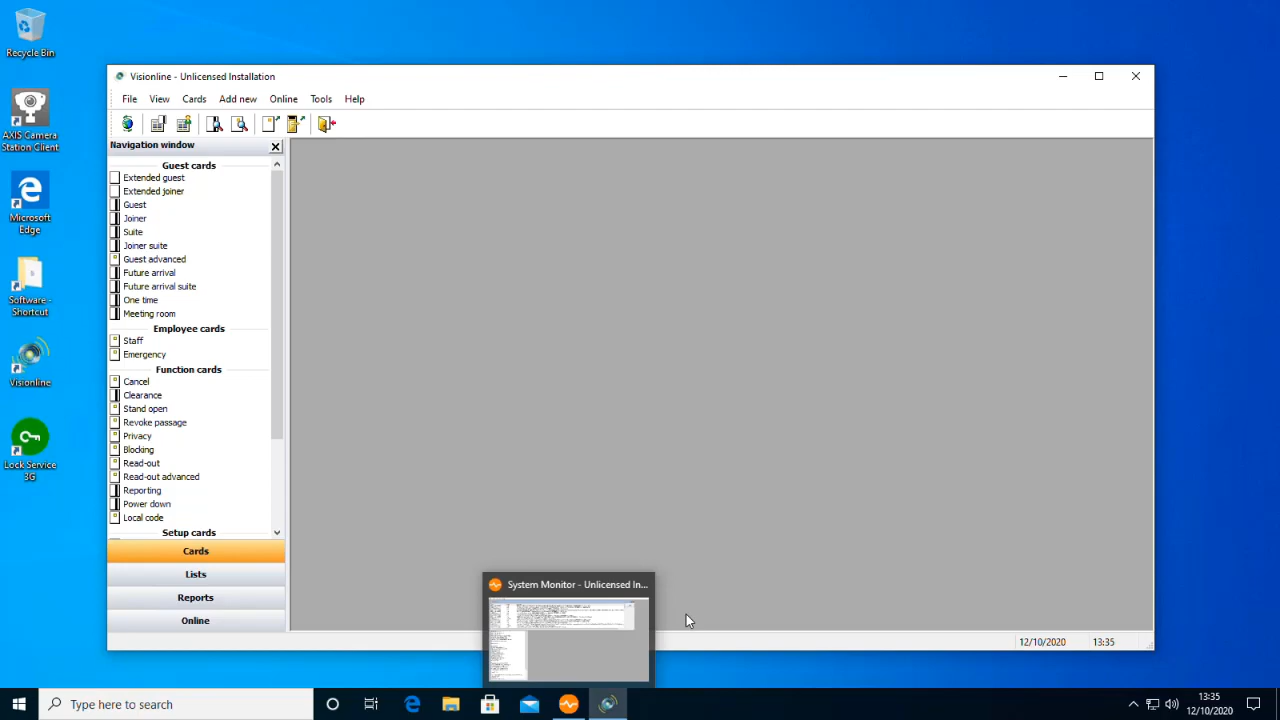 Recycle Bin
AXIS Camera
Station Client
Microsoft
Edge
Software -
Shortcut
Visionline
Lock Service
3G
Visionline - Unlicensed Installation
File View Cards Add new Online Tools Help
Navigation window
Guest cards
Extended guest
Extended joiner
Guest
Joiner
Suite
Joiner suite
Guest advanced
Future arrival
Future arrival suite
One time
Meeting room
Employee cards
Staff
Emergency
Function cards
Cancel
Clearance
Stand open
Revoke passage
Privacy
Blocking
Read-out
Read-out advanced
Reporting
Power down
Local code
Setup cards
Cards
Lists
Reports
Online
System Monitor - Unlicensed In...
12/10/2020 13:35
Type here to search
13:35
12/10/2020